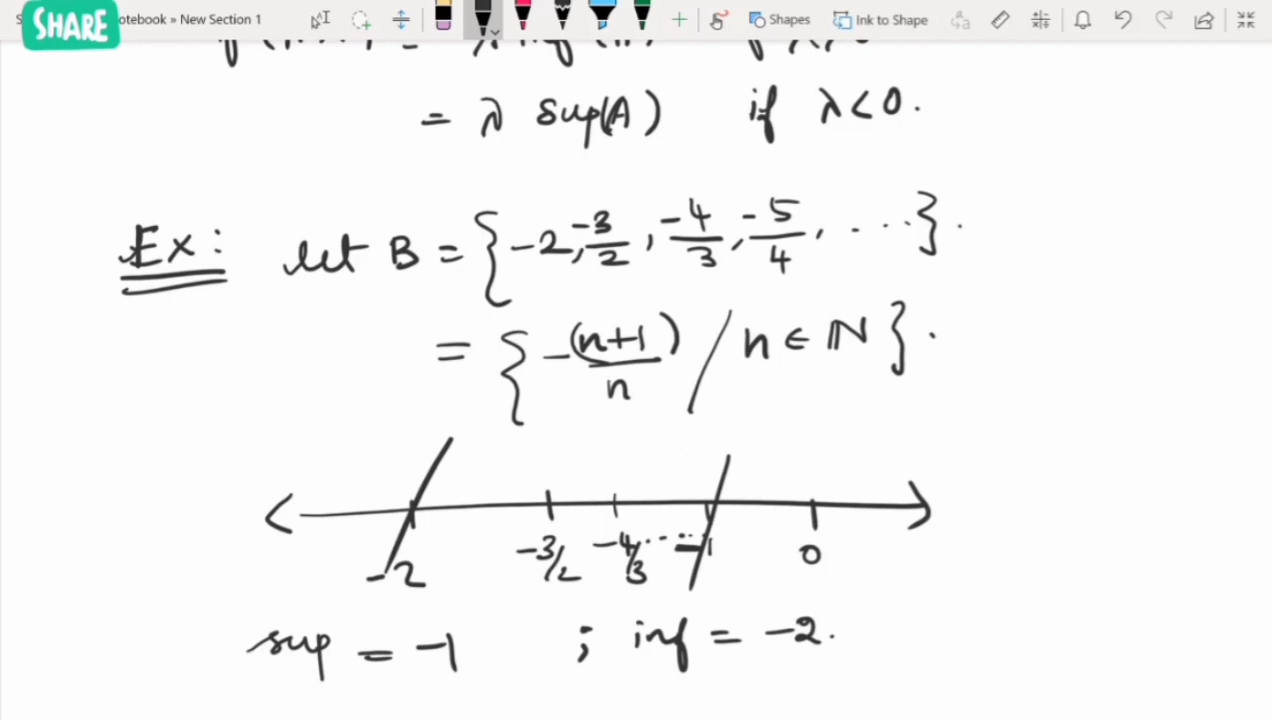 SHARE
Notebook » New Section 1 Shapes Ink to Shape
= λ sup(A) if λ<0.
Ex: let B = {-2, -3/2, -4/3, -5/4, ....}.
= {-(n+1)/n / n ∈ ℕ}.
-2 -3/2 -4/3 ..... -1 0
sup = -1 ; inf = -2.